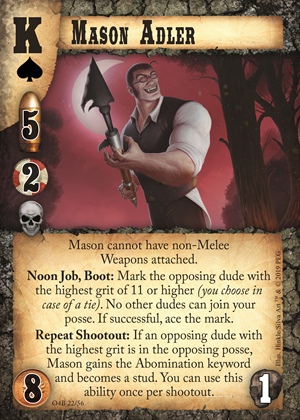 K
MASON ADLER
5
2
Mason cannot have non-Melee
Weapons attached.
Noon Job, Boot: Mark the opposing dude with
the highest grit of 11 or higher (you choose in
case of a tie). No other dudes can join your
posse. If successful, ace the mark.
Repeat Shootout: If an opposing dude with
the highest grit is in the opposing posse,
Mason gains the Abomination keyword
and becomes a stud. You can use this
ability once per shootout.
8
O4B 22/56
1